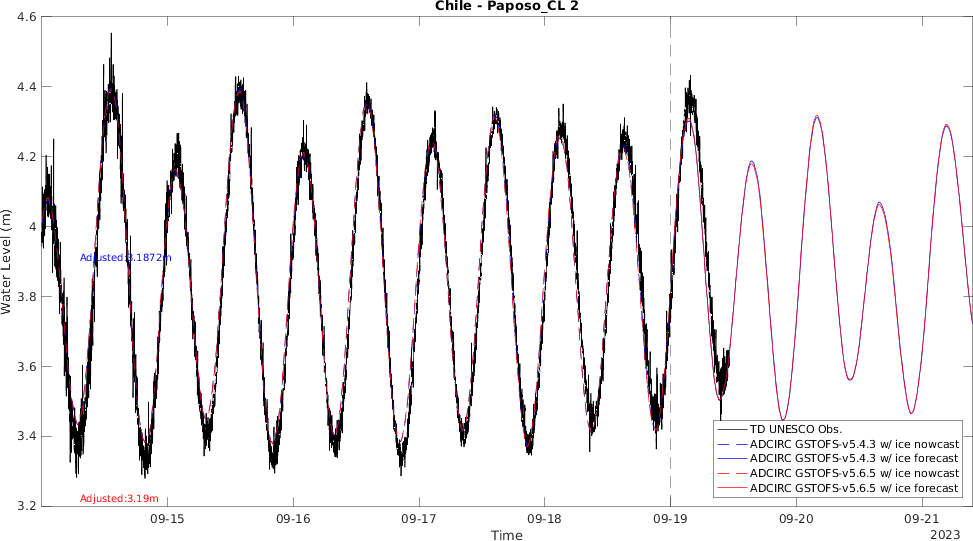 Chile - Paposo_CL 2
4.6
4.4
4.2
4
3.8
3.6
3.4
3.2
Water Level (m)
Adjusted:3.1872m
Adjusted:3.19m
TD UNESCO Obs.
ADCIRC GSTOFS-v5.4.3 w/ ice nowcast
ADCIRC GSTOFS-v5.4.3 w/ ice forecast
ADCIRC GSTOFS-v5.6.5 w/ ice nowcast
ADCIRC GSTOFS-v5.6.5 w/ ice forecast
09-15 09-16 09-17 09-18 09-19 09-20 09-21
Time
2023